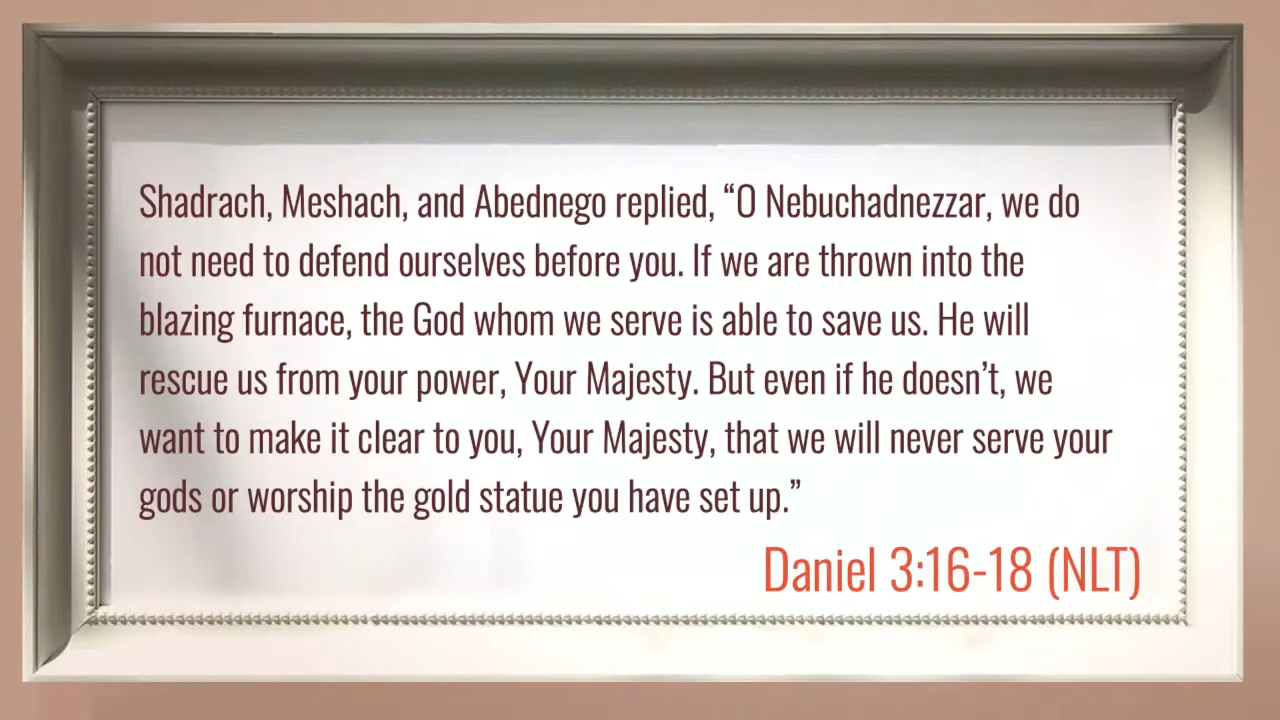 Shadrach, Meshach, and Abednego replied, “O Nebuchadnezzar, we do
not need to defend ourselves before you. If we are thrown into the
blazing furnace, the God whom we serve is able to save us. He will
rescue us from your power, Your Majesty. But even if he doesn’t, we
want to make it clear to you, Your Majesty, that we will never serve your
gods or worship the gold statue you have set up.”
Daniel 3:16-18 (NLT)